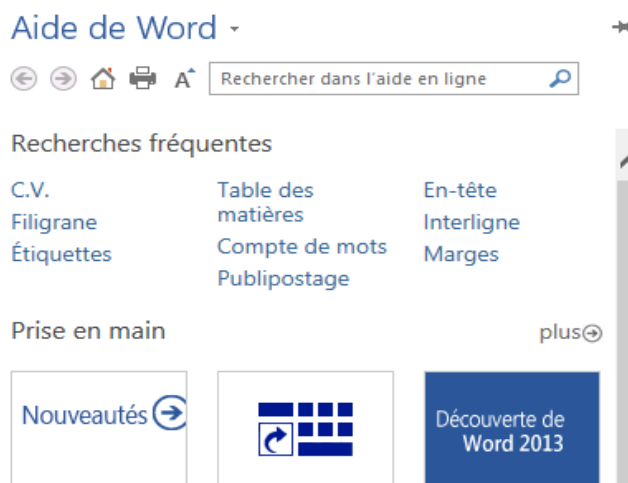 Aide de Word
A
Rechercher dans l'aide en ligne
Recherches fréquentes
C.V.
Filigrane
Étiquettes
Table des
matières
Compte de mots
Publipostage
En-tête
Interligne
Marges
Prise en main
plus
Nouveautés
Découverte de
Word 2013